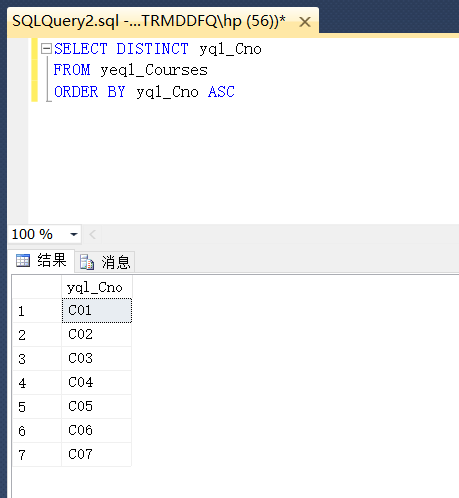 SQLQuery2.sql -...TRMDDFQ\hp (56))*
SELECT DISTINCT yql_Cno
FROM yeql_Courses
ORDER BY yql_Cno ASC
100 %
结果 消息
yql_Cno
1 C01
2 C02
3 C03
4 C04
5 C05
6 C06
7 C07